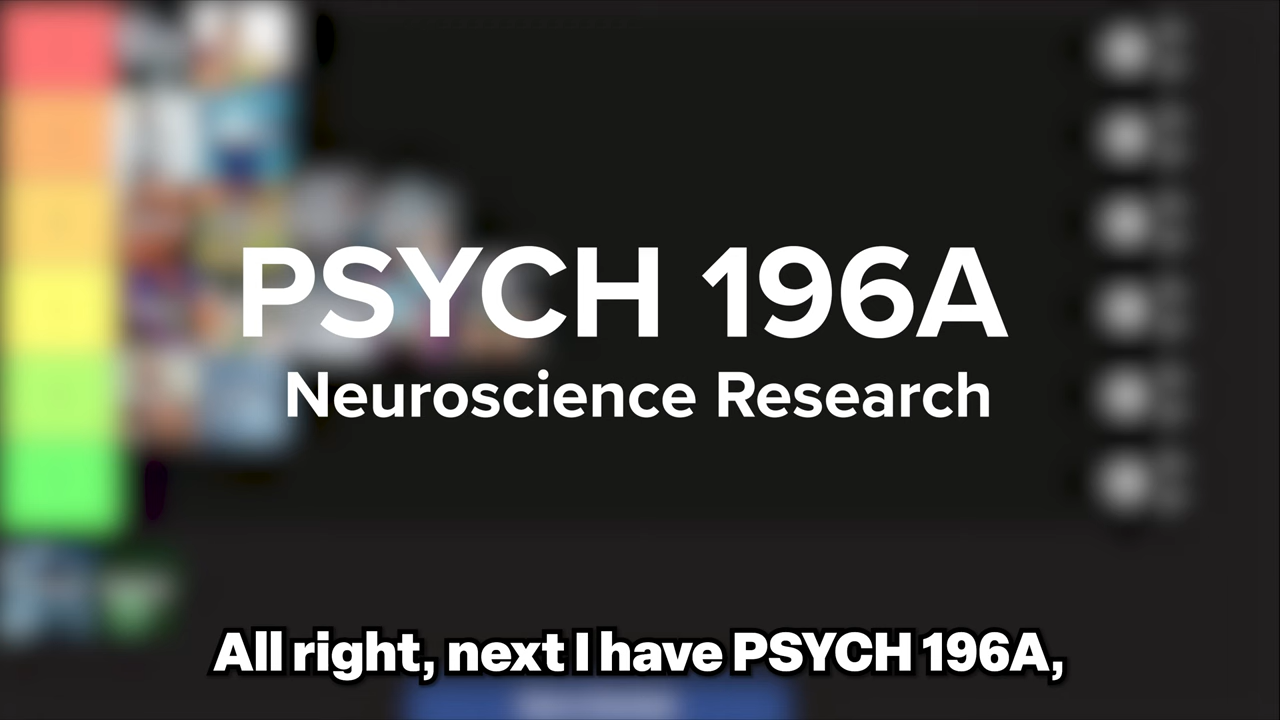 PSYCH 196A
Neuroscience Research
All right, next I have PSYCH 196A,